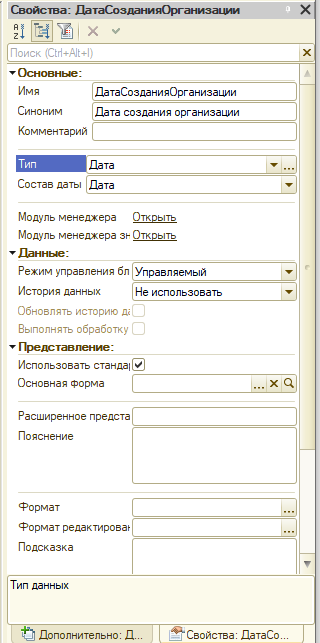 Свойства: ДатаСозданияОрганизации
Поиск (Ctrl+Alt+I)
Основные:
Имя ДатаСозданияОрганизации
Синоним Дата создания организации
Комментарий
Тип Дата
Состав даты Дата
Модуль менеджера Открыть
Модуль менеджера зн Открыть
Данные:
Режим управления бл Управляемый
История данных Не использовать
Обновлять историю да
Выполнять обработку
Представление:
Использовать стандар
Основная форма
Расширенное предста
Пояснение
Формат
Формат редактирован
Подсказка
Тип данных
Дополнительно: Д... Свойства: ДатаСо...